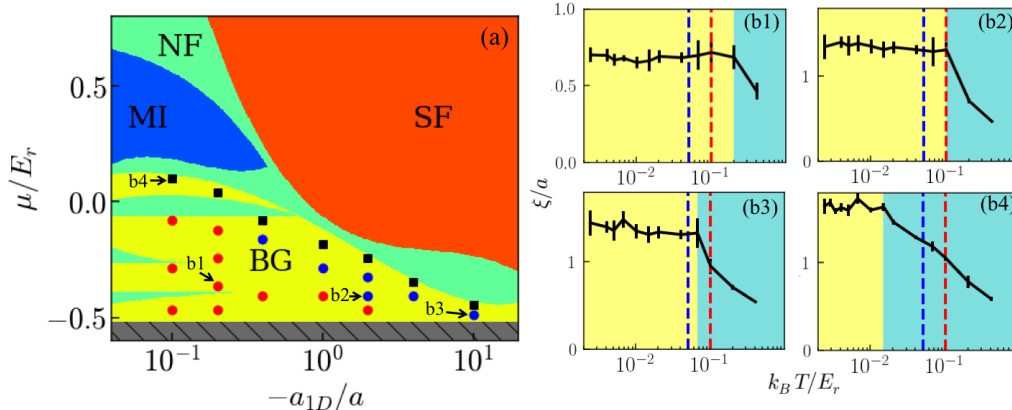 (a)
NF
MI
SF
BG
b4
b1
b2
b3
0.5
0.0
−0.5
μ/E_r
10^{-1}
10^0
10^1
−a_{1D}/a
(b1)
0.5
0.0
10^{-2}
10^{-1}
(b2)
1
0
10^{-2}
10^{-1}
ξ/a
(b3)
1
0
10^{-2}
10^{-1}
(b4)
1
0
10^{-2}
10^{-1}
k_B T/E_r